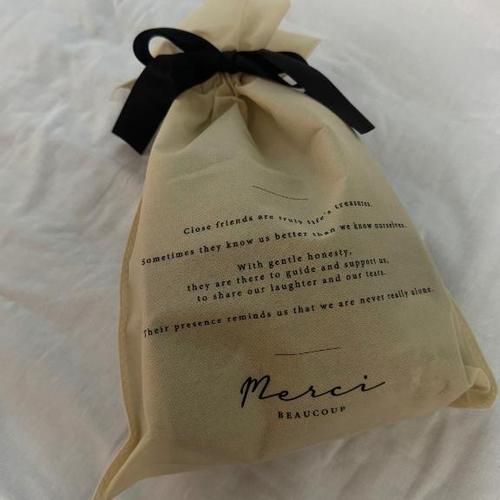 Close friends are truly life's treasures.
Sometimes they know us better than we know ourselves.
With gentle honesty,
they are there to guide and support us,
to share our laughter and our tears.
Their presence reminds us that we are never really alone.
Merci
BEAUCOUP